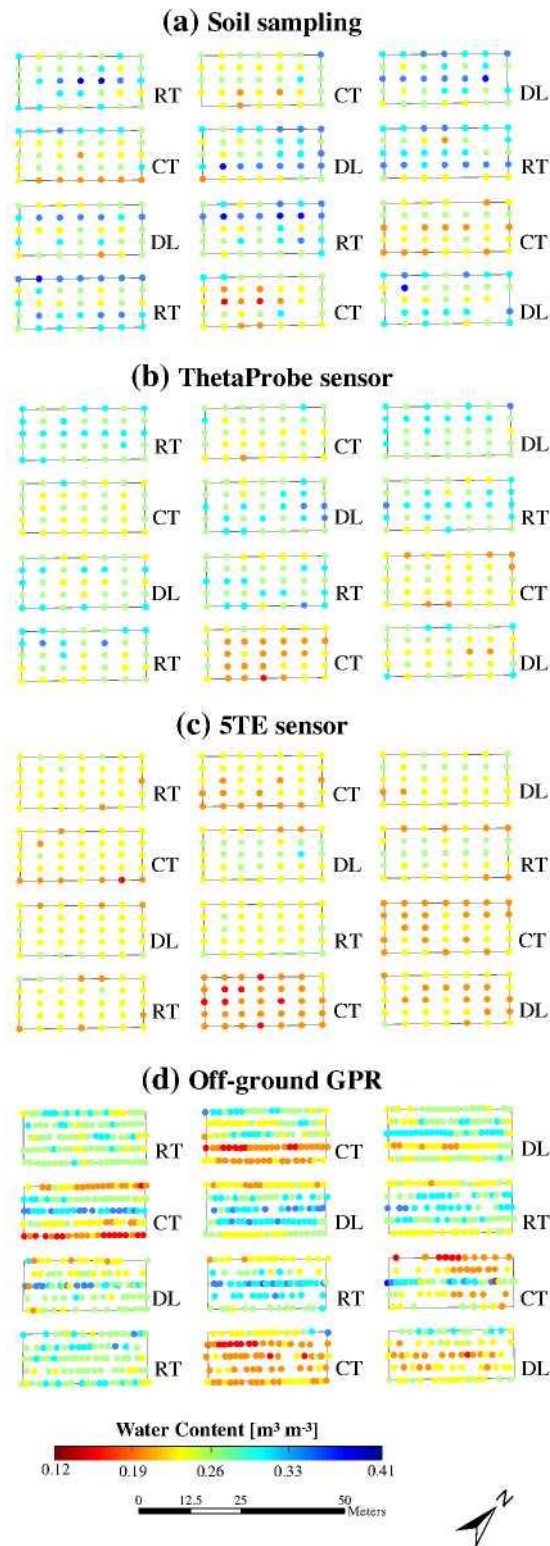 (a) Soil sampling
RT CT DL
CT DL RT
DL RT CT
RT CT DL
(b) ThetaProbe sensor
RT CT DL
CT DL RT
DL RT CT
RT CT DL
(c) 5TE sensor
RT CT DL
CT DL RT
DL RT CT
RT CT DL
(d) Off-ground GPR
RT CT DL
CT DL RT
DL RT CT
RT CT DL
Water Content [m³ m⁻³]
0.12 0.19 0.26 0.33 0.41
0 12.5 25 50
Meters
N